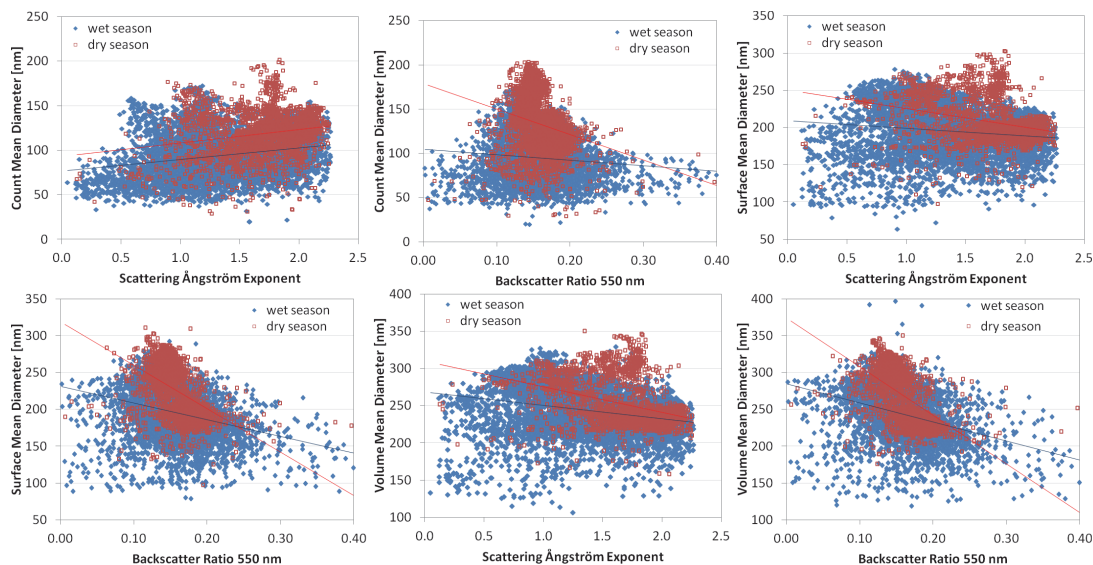 Count Mean Diameter [nm]
250
200
150
100
50
0
wet season
dry season
0.0 0.5 1.0 1.5 2.0 2.5
Scattering Ångström Exponent
Count Mean Diameter [nm]
250
200
150
100
50
0
wet season
dry season
0.00 0.10 0.20 0.30 0.40
Backscatter Ratio 550 nm
Surface Mean Diameter [nm]
350
300
250
200
150
100
50
wet season
dry season
0.0 0.5 1.0 1.5 2.0 2.5
Scattering Ångström Exponent
Surface Mean Diameter [nm]
350
300
250
200
150
100
50
wet season
dry season
0.00 0.10 0.20 0.30 0.40
Backscatter Ratio 550 nm
Volume Mean Diameter [nm]
400
350
300
250
200
150
100
wet season
dry season
0.0 0.5 1.0 1.5 2.0 2.5
Scattering Ångström Exponent
Volume Mean Diameter [nm]
400
350
300
250
200
150
100
wet season
dry season
0.00 0.10 0.20 0.30 0.40
Backscatter Ratio 550 nm